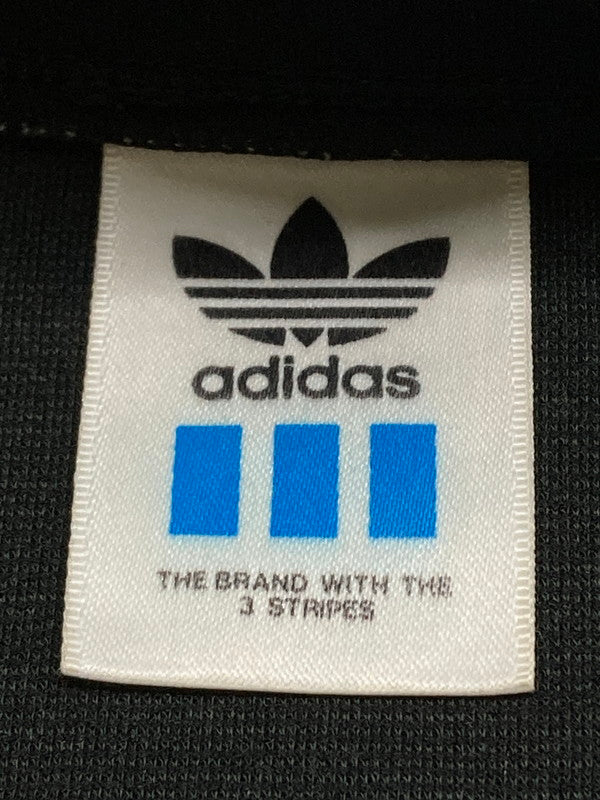 adidas
THE BRAND WITH THE
3 STRIPES